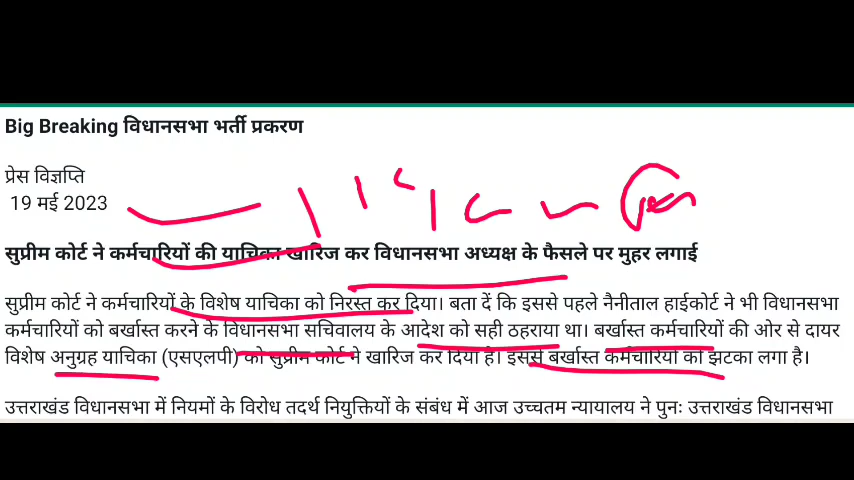 Big Breaking विधानसभा भर्ती प्रकरण
प्रेस विज्ञप्ति
19 मई 2023
सुप्रीम कोर्ट ने कर्मचारियों की याचिका खारिज कर विधानसभा अध्यक्ष के फैसले पर मुहर लगाई
सुप्रीम कोर्ट ने कर्मचारियों के विशेष याचिका को निरस्त कर दिया। बता दें कि इससे पहले नैनीताल हाईकोर्ट ने भी विधानसभा
कर्मचारियों को बर्खास्त करने के विधानसभा सचिवालय के आदेश को सही ठहराया था। बर्खास्त कर्मचारियों की ओर से दायर
विशेष अनुग्रह याचिका (एसएलपी) को सुप्रीम कोर्ट ने खारिज कर दिया है। इससे बर्खास्त कर्मचारियों को झटका लगा है।
उत्तराखंड विधानसभा में नियमों के विरोध तदर्थ नियुक्तियों के संबंध में आज उच्चतम न्यायालय ने पुनः उत्तराखंड विधानसभा